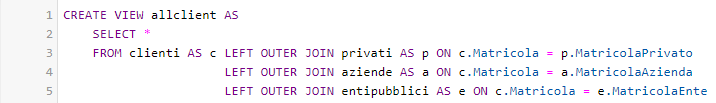 1 CREATE VIEW allclient AS
2 SELECT *
3 FROM clienti AS c LEFT OUTER JOIN privati AS p ON c.Matricola = p.MatricolaPrivato
4 LEFT OUTER JOIN aziende AS a ON c.Matricola = a.MatricolaAzienda
5 LEFT OUTER JOIN entipubblici AS e ON c.Matricola = e.MatricolaEnte